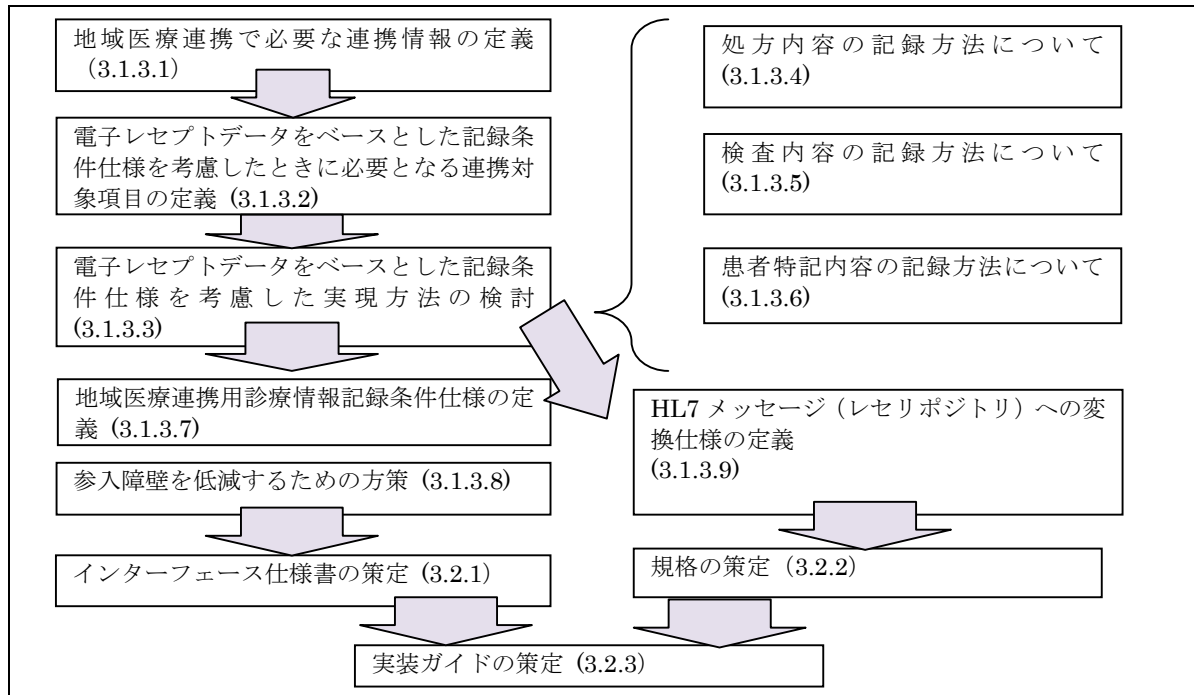 地域医療連携で必要な連携情報の定義
（3.1.3.1）
電子レセプトデータをベースとした記録条
件仕様を考慮したときに必要となる連携対
象項目の定義 (3.1.3.2)
電子レセプトデータをベースとした記録条
件仕様を考慮した実現方法の検討
(3.1.3.3)
処方内容の記録方法について
(3.1.3.4)
検査内容の記録方法について
(3.1.3.5)
患者特記内容の記録方法について
(3.1.3.6)
地域医療連携用診療情報記録条件仕様の定
義 (3.1.3.7)
参入障壁を低減するための方策 (3.1.3.8)
HL7 メッセージ（レセリポジトリ）への変
換仕様の定義
(3.1.3.9)
インターフェース仕様書の策定 (3.2.1)
規格の策定（3.2.2）
実装ガイドの策定 (3.2.3)